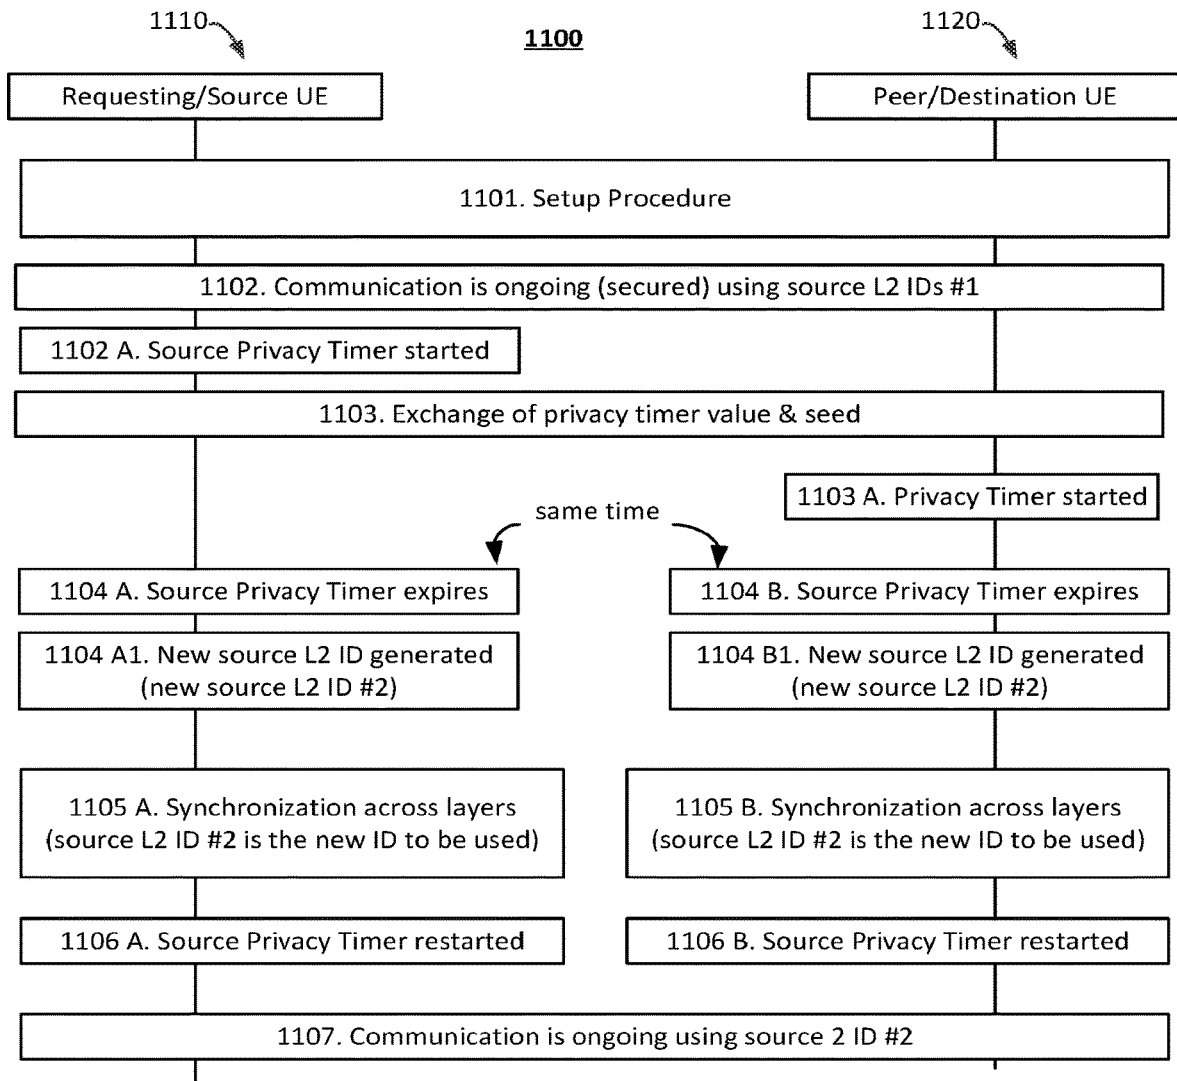 1110
1100
1120
Requesting/Source UE
Peer/Destination UE
1101. Setup Procedure
1102. Communication is ongoing (secured) using source L2 IDs #1
1102 A. Source Privacy Timer started
1103. Exchange of privacy timer value & seed
1103 A. Privacy Timer started
same time
1104 A. Source Privacy Timer expires
1104 B. Source Privacy Timer expires
1104 A1. New source L2 ID generated
(new source L2 ID #2)
1104 B1. New source L2 ID generated
(new source L2 ID #2)
1105 A. Synchronization across layers
(source L2 ID #2 is the new ID to be used)
1105 B. Synchronization across layers
(source L2 ID #2 is the new ID to be used)
1106 A. Source Privacy Timer restarted
1106 B. Source Privacy Timer restarted
1107. Communication is ongoing using source 2 ID #2